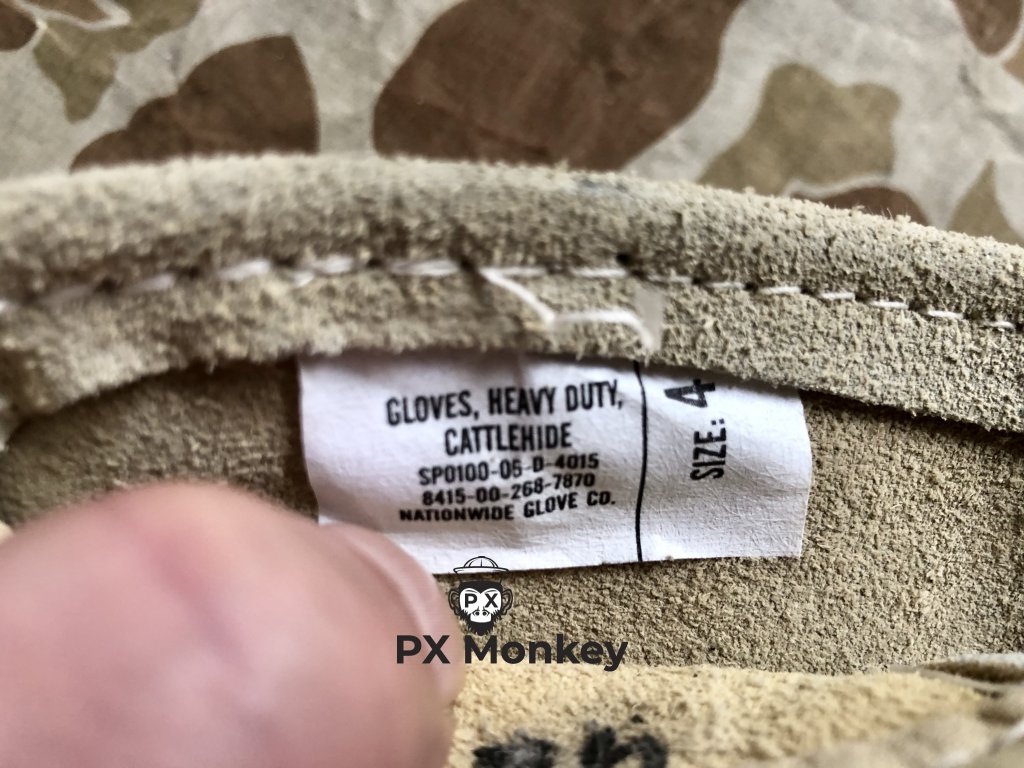 GLOVES, HEAVY DUTY,
CATTLEHIDE
SP0100-05-D-4015
8415-00-268-7870
NATIONWIDE GLOVE CO.
SIZE: 4
PX
PX Monkey